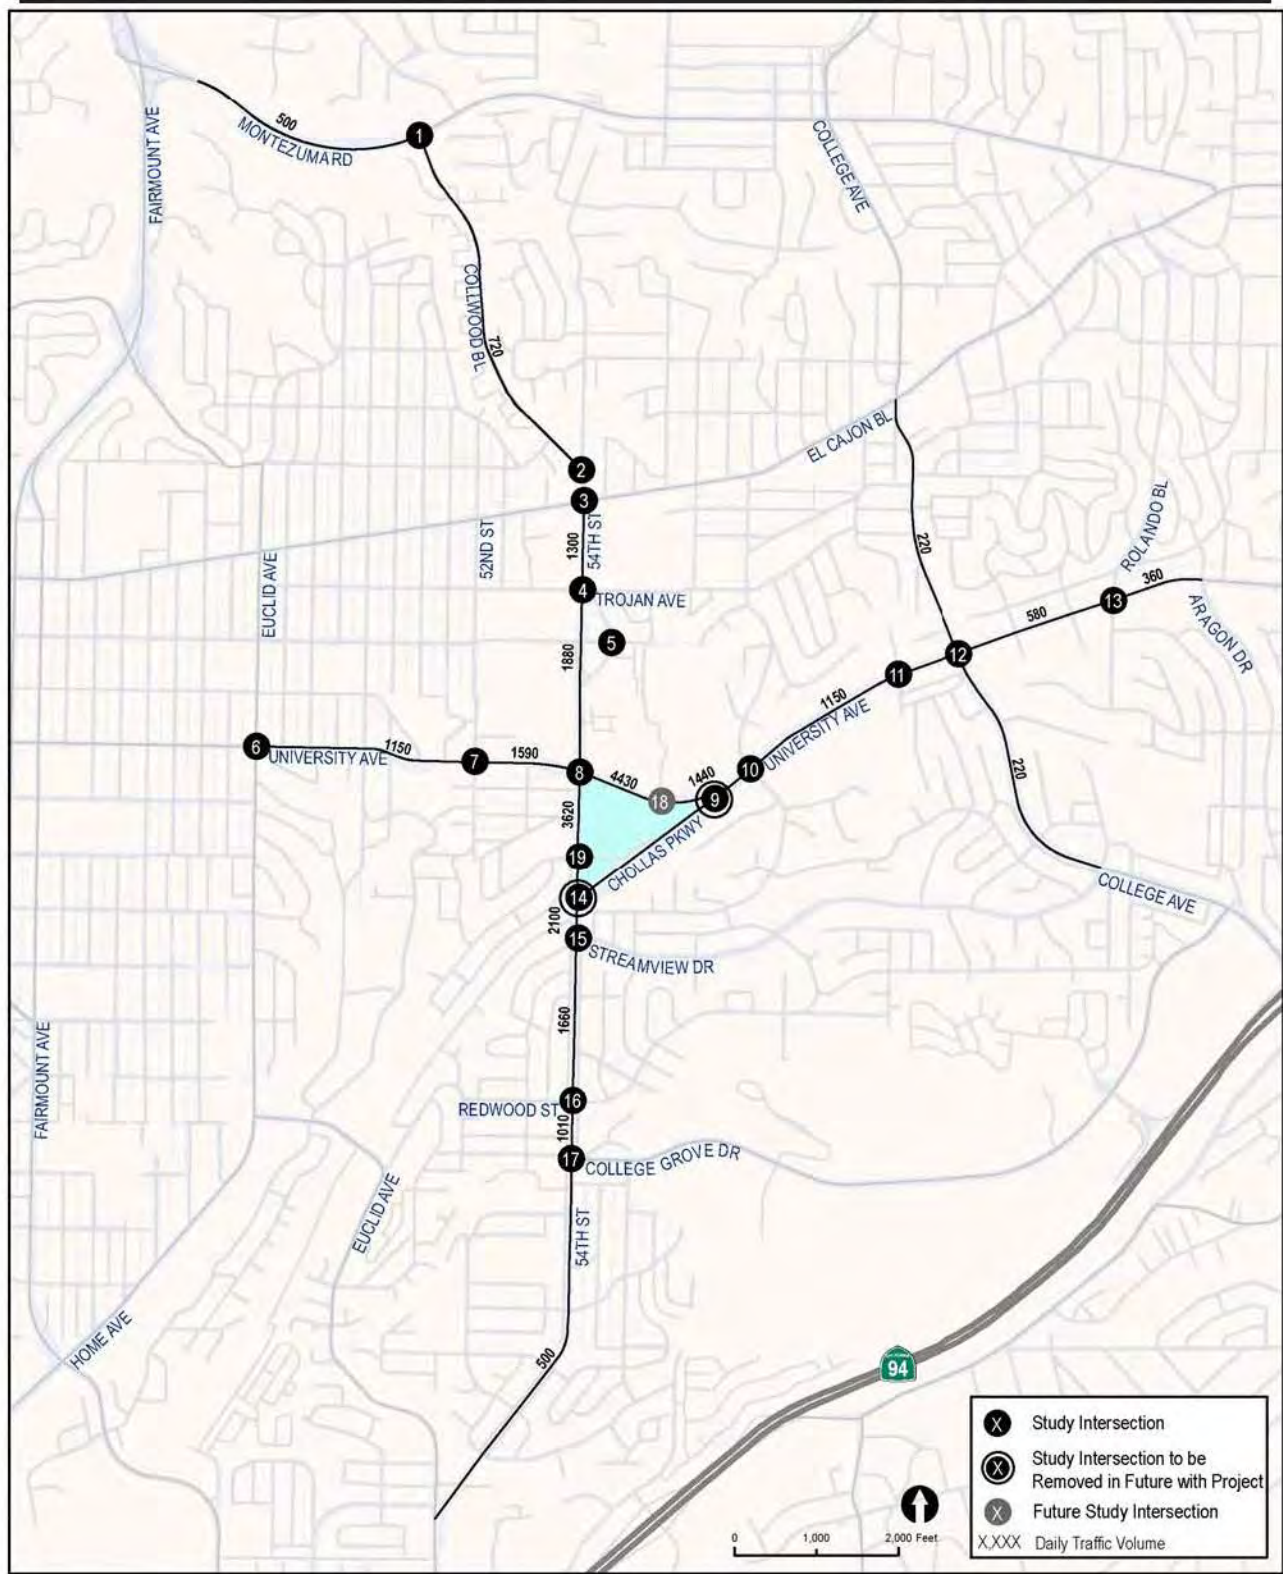 500
MONTEZUMA RD
1
FAIRMOUNT AVE
COLLEGE AVE
COLLWOOD BL
720
EL CAJON BL
2
3
52ND ST
1300
54TH ST
220
ROLANDO BL
EUCLID AVE
4
TROJAN AVE
360
13
580
ARAGON DR
5
1880
12
11
1150
UNIVERSITY AVE
6
UNIVERSITY AVE
1150
7
1590
8
4430
1440
10
220
18
9
3620
CHOLLAS PKWY
19
14
2100
COLLEGE AVE
15
STREAMVIEW DR
1660
FAIRMOUNT AVE
REDWOOD ST
16
1010
17
COLLEGE GROVE DR
EUCLID AVE
54TH ST
HOME AVE
500
94
X Study Intersection
X Study Intersection to be
Removed in Future with Project
X Future Study Intersection
X,XXX Daily Traffic Volume
0 1,000 2,000 Feet